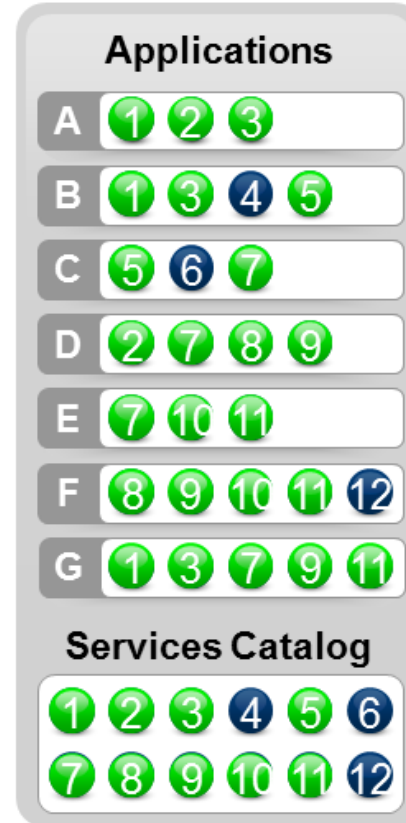 Applications
A 1 2 3
B 1 3 4 5
C 5 6 7
D 2 7 8 9
E 7 10 11
F 8 9 10 11 12
G 1 3 7 9 11
Services Catalog
1 2 3 4 5 6
7 8 9 10 11 12